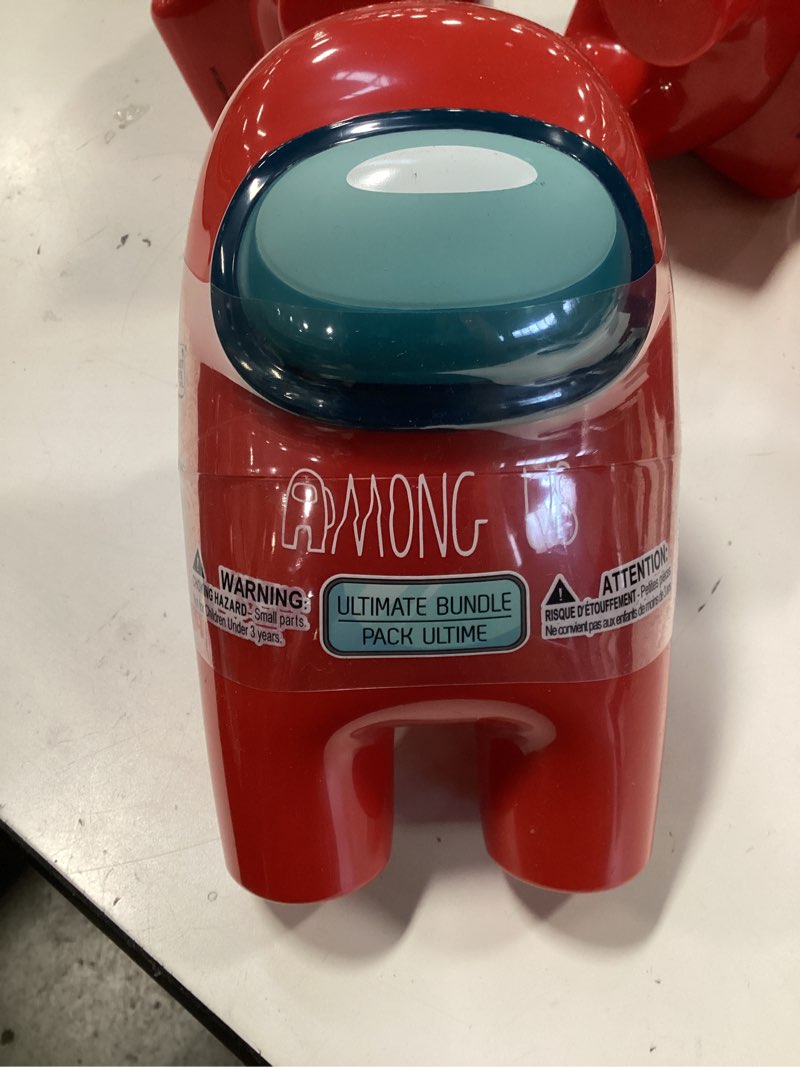 AMONG US
WARNING:
HAZARD- Small parts.
Children Under 3 years.
ULTIMATE BUNDLE
PACK ULTIME
ATTENTION:
RISQUE D'ÉTOUFFEMENT - Petites pièces
Ne convient pas aux enfants de moins de 3 ans